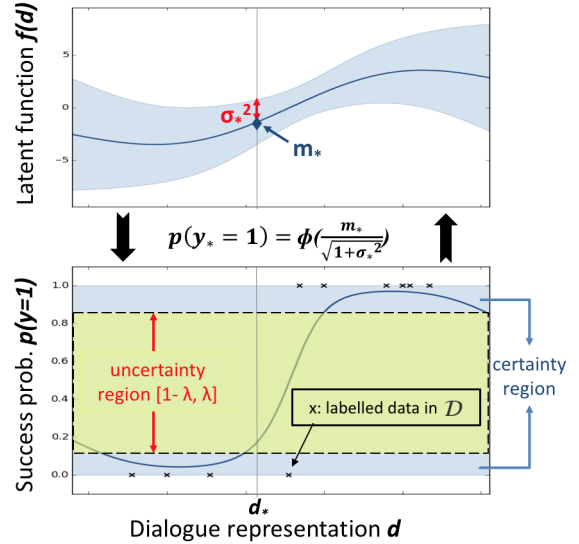 Latent function f(d)
5
0
-5
σ*²
m*
p(y* = 1) = ϕ(m* / √1+σ*²)
Success prob. p(y=1)
1.0
0.8
0.6
0.4
0.2
0.0
uncertainty
region [1- λ, λ]
x: labelled data in D
certainty
region
d*
Dialogue representation d